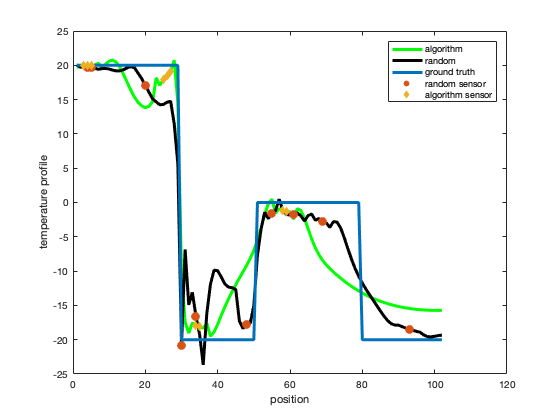 25
20
15
10
5
0
-5
-10
-15
-20
-25
0
20
40
60
80
100
120
position
temperature profile
algorithm
random
ground truth
random sensor
algorithm sensor